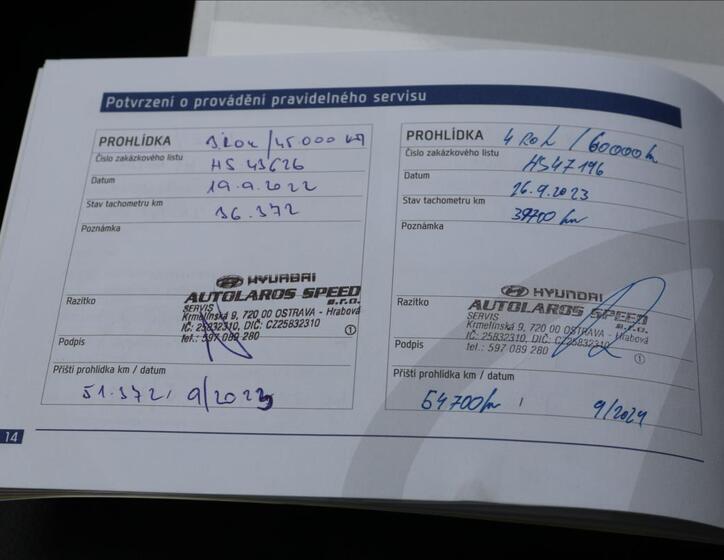 Potvrzení o provádění pravidelného servisu
PROHLÍDKA 3 ROK / 45.000 KM
Číslo zakázkového listu HS 43626
Datum 19.9.2022
Stav tachometru km 36.372
Poznámka
Razítko
HYUNDAI
AUTOLAROS SPEED
s.r.o.
SERVIS
Krmelínská 9, 720 00 OSTRAVA - Hrabová
IČ: 25832310, DIČ: CZ25832310
tel.: 597 089 280
1
Podpis
Příští prohlídka km / datum
51.372 / 9/2023
PROHLÍDKA 4 ROK / 60000 km
Číslo zakázkového listu HS47196
Datum 26.9.2023
Stav tachometru km 39700 km
Poznámka
Razítko
HYUNDAI
AUTOLAROS SPEED
s.r.o.
SERVIS
Krmelínská 9, 720 00 OSTRAVA - Hrabová
IČ: 25832310, DIČ: CZ25832310
tel.: 597 089 280
1
Podpis
Příští prohlídka km / datum
54700 km / 9/2024
14